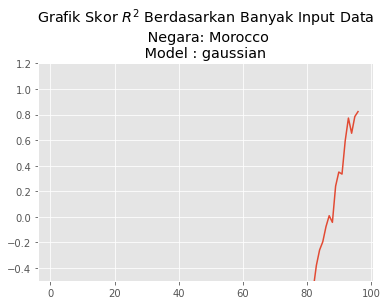 Grafik Skor R² Berdasarkan Banyak Input Data
Negara: Morocco
Model : gaussian
1.2
1.0
0.8
0.6
0.4
0.2
0.0
−0.2
−0.4
0 20 40 60 80 100